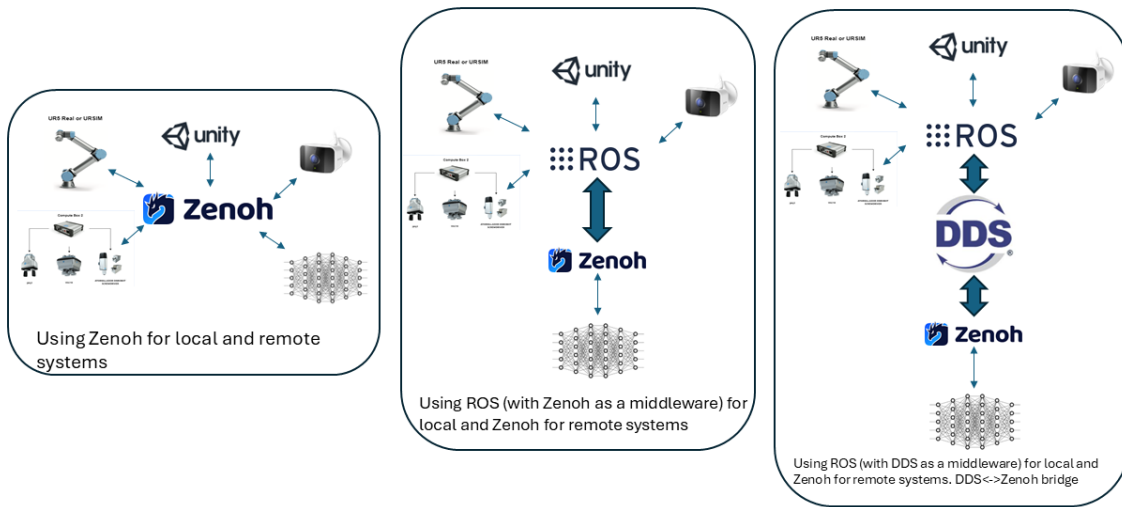 UR5 Real or URSIM
unity
Compute Box 2
Zenoh
Using Zenoh for local and remote
systems
UR5 Real or URSIM
unity
Compute Box 2
ROS
Zenoh
Using ROS (with Zenoh as a middleware) for
local and Zenoh for remote systems
UR5 Real or URSIM
unity
Compute Box 2
ROS
DDS
®
Zenoh
Using ROS (with DDS as a middleware) for local and
Zenoh for remote systems. DDS<->Zenoh bridge